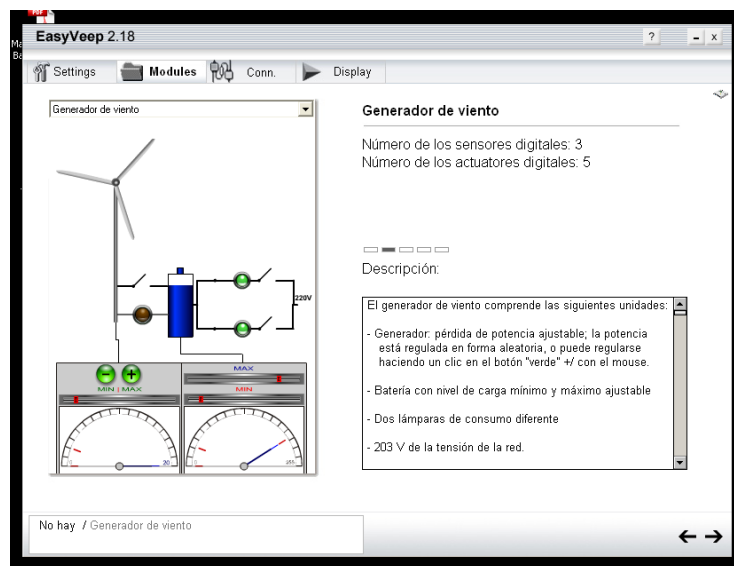 PDF
Ma
Ba
EasyVeep 2.18
?
-
x
Settings
Modules
Conn.
Display
Generador de viento
Generador de viento
Número de los sensores digitales: 3
Número de los actuatores digitales: 5
220V
Descripción:
El generador de viento comprende las siguientes unidades:
- Generador: pérdida de potencia ajustable; la potencia
está regulada en forma aleatoria, o puede regularse
haciendo un clic en el botón "verde" +/ con el mouse.
- Batería con nivel de carga mínimo y máximo ajustable
- Dos lámparas de consumo diferente
- 203 V de la tensión de la red.
MIN | MAX
MAX
MIN
20
255
No hay / Generador de viento